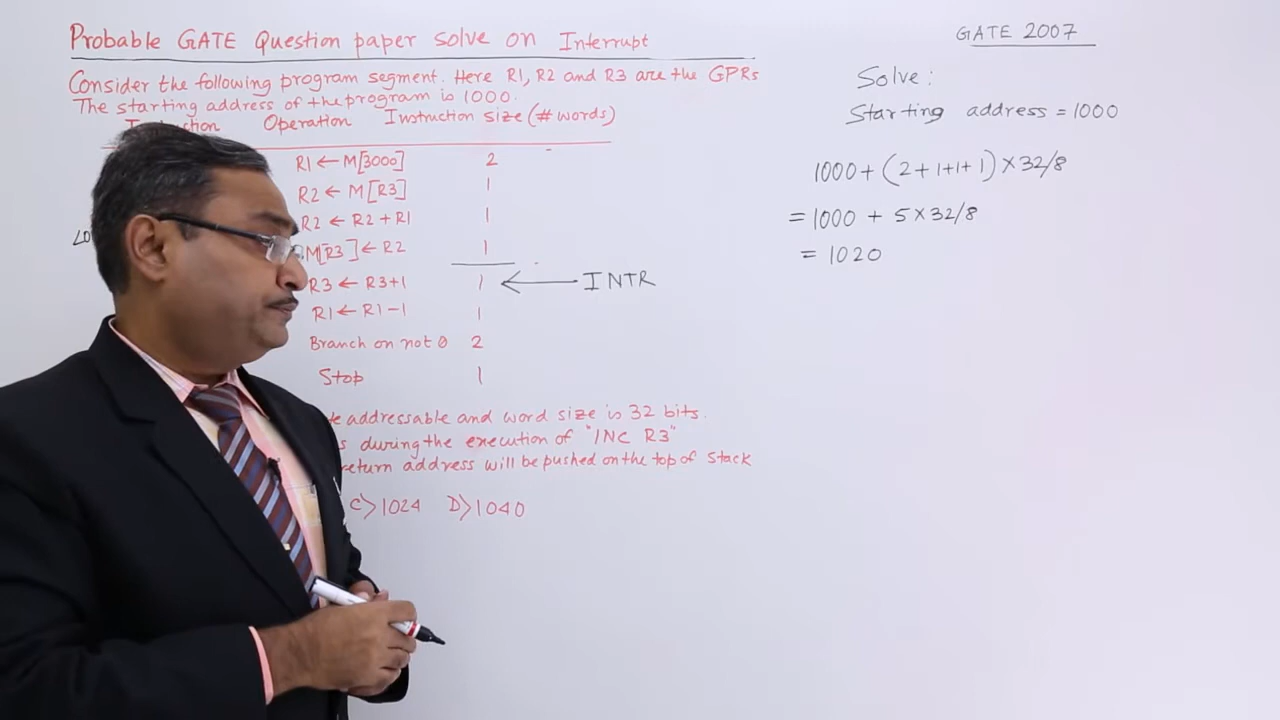 Probable GATE Question paper solve on Interrupt
GATE 2007
Consider the following program segment. Here R1, R2 and R3 are the GPRs
The starting address of the program is 1000.
Operation Instruction size (# words)
R1 ← M[3000] 2
R2 ← M[R3] 1
R2 ← R2 + R1 1
M[R3] ← R2 1
R3 ← R3+1 1 ← INTR
R1 ← R1-1 1
Branch on not 0 2
Stop 1
addressable and word size is 32 bits.
during the execution of "INC R3"
return address will be pushed on the top of stack
C>1024 D>1040
Solve:
Starting address = 1000
1000 + (2+1+1+1) × 32/8
= 1000 + 5×32/8
= 1020